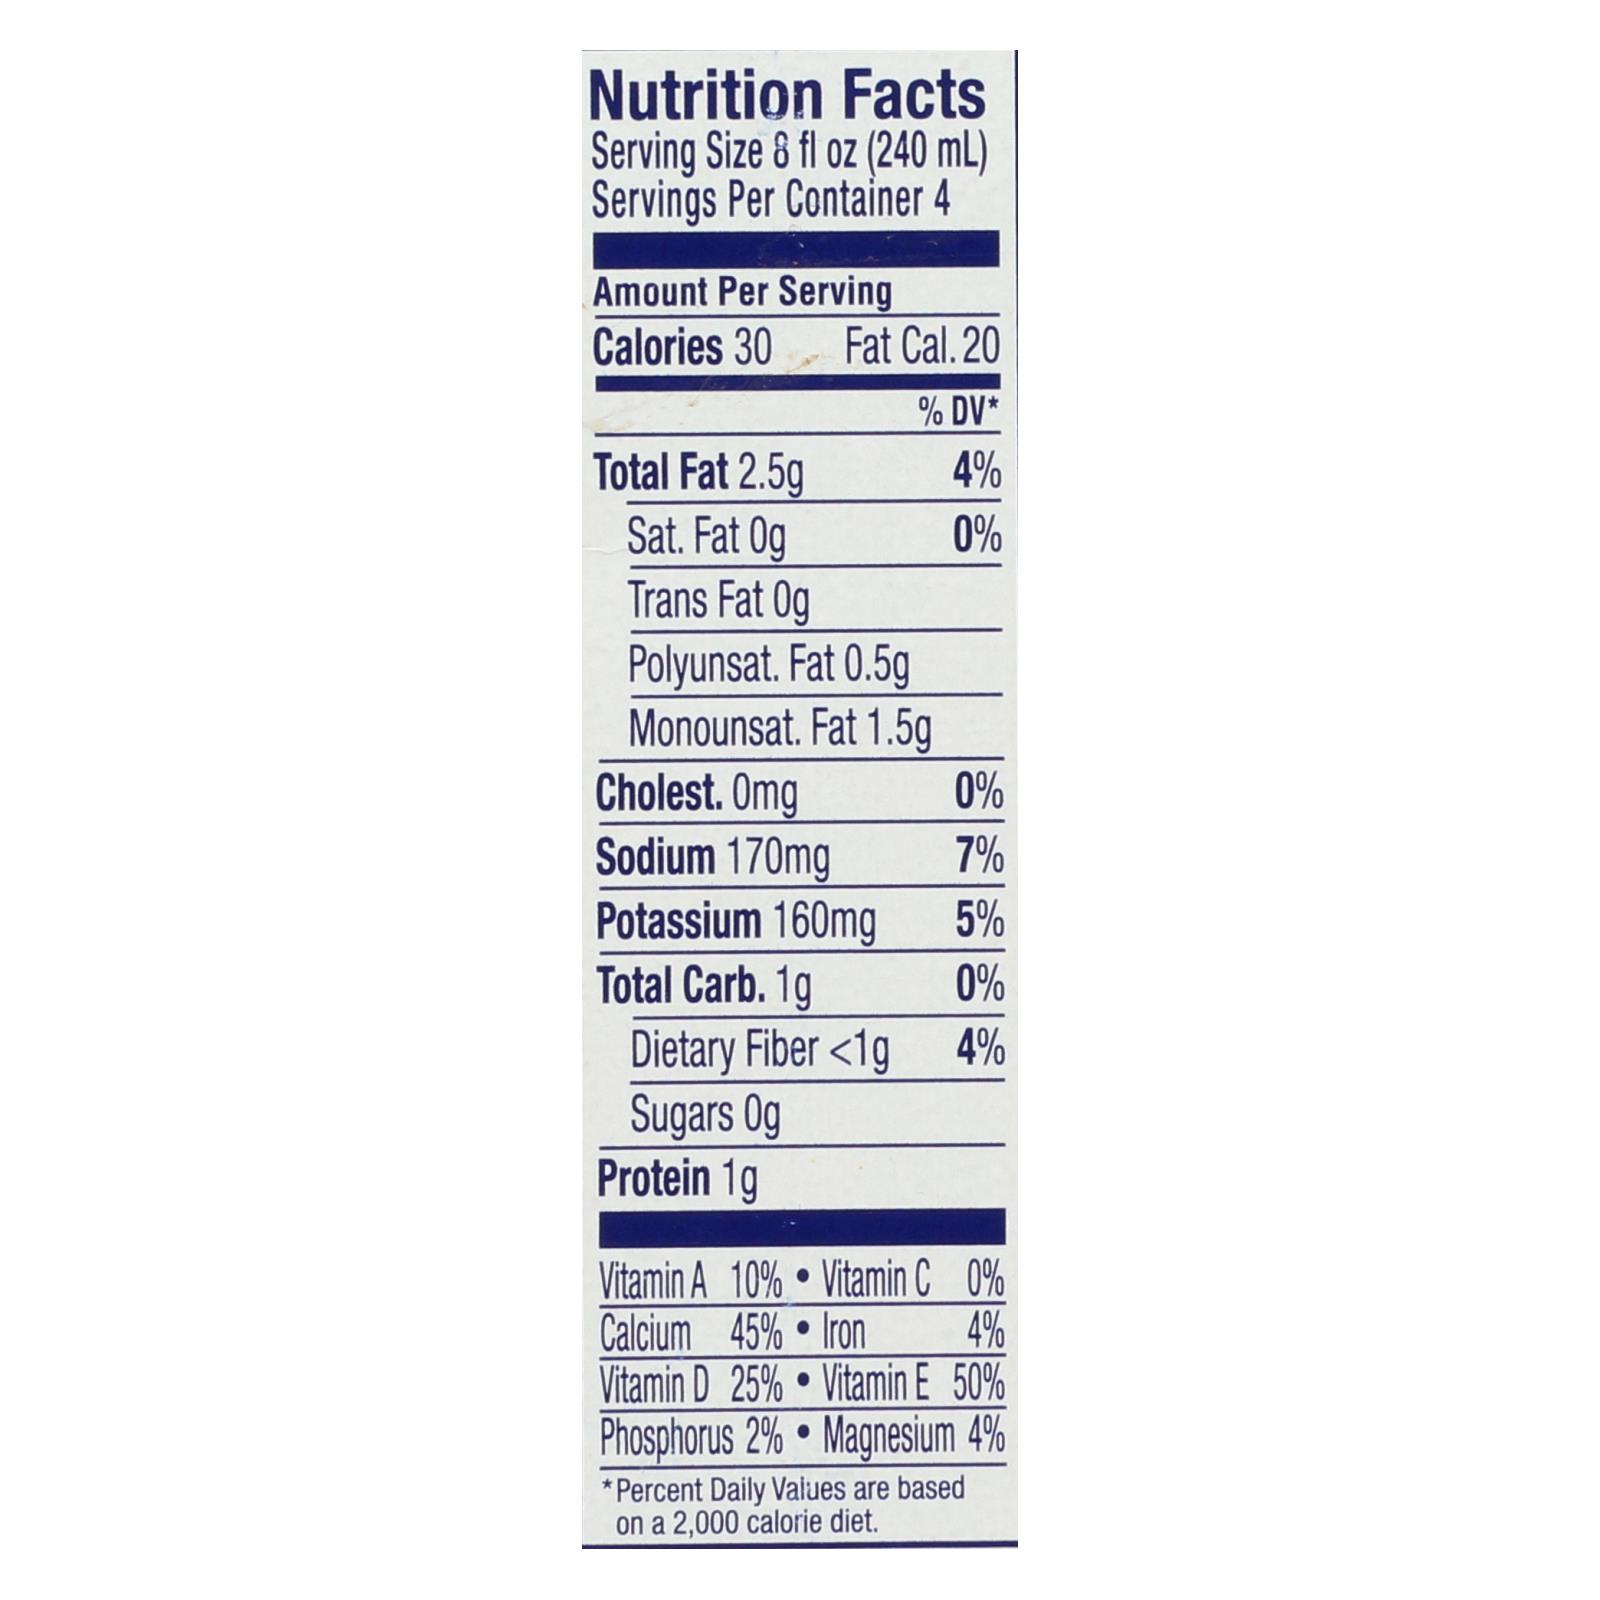 Nutrition Facts
Serving Size 8 fl oz (240 mL)
Servings Per Container 4
Amount Per Serving
Calories 30 Fat Cal. 20
% DV*
Total Fat 2.5g 4%
Sat. Fat 0g 0%
Trans Fat 0g
Polyunsat. Fat 0.5g
Monounsat. Fat 1.5g
Cholest. 0mg 0%
Sodium 170mg 7%
Potassium 160mg 5%
Total Carb. 1g 0%
Dietary Fiber <1g 4%
Sugars 0g
Protein 1g
Vitamin A 10% • Vitamin C 0%
Calcium 45% • Iron 4%
Vitamin D 25% • Vitamin E 50%
Phosphorus 2% • Magnesium 4%
*Percent Daily Values are based
on a 2,000 calorie diet.